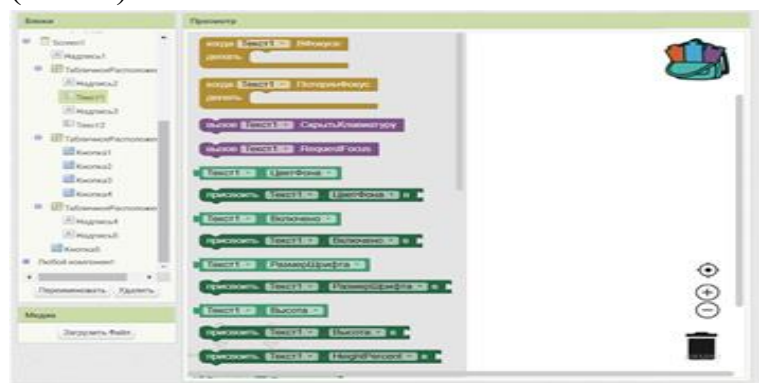 Блоки
Просмотр
Screen1
Надпись1
ТабличноеРасположен
Надпись2
Текст1
Надпись3
Текст2
ТабличноеРасположен
Кнопка1
Кнопка2
Кнопка3
Кнопка4
ТабличноеРасположен
Надпись4
Надпись5
Кнопка5
Любой компонент
Переименовать Удалить
Медиа
Загрузить Файл...
когда Текст1 ВФокусе
делать
когда Текст1 ПотерянФокус
делать
вызов Текст1 СкрытьКлавиатуру
вызов Текст1 RequestFocus
Текст1 ЦветФона
присвоить Текст1 . ЦветФона в
Текст1 . Включено
присвоить Текст1 . Включено в
Текст1 . РазмерШрифта
присвоить Текст1 . РазмерШрифта в
Текст1 . Высота
присвоить Текст1 . Высота в
присвоить Текст1 . HeightPercent в